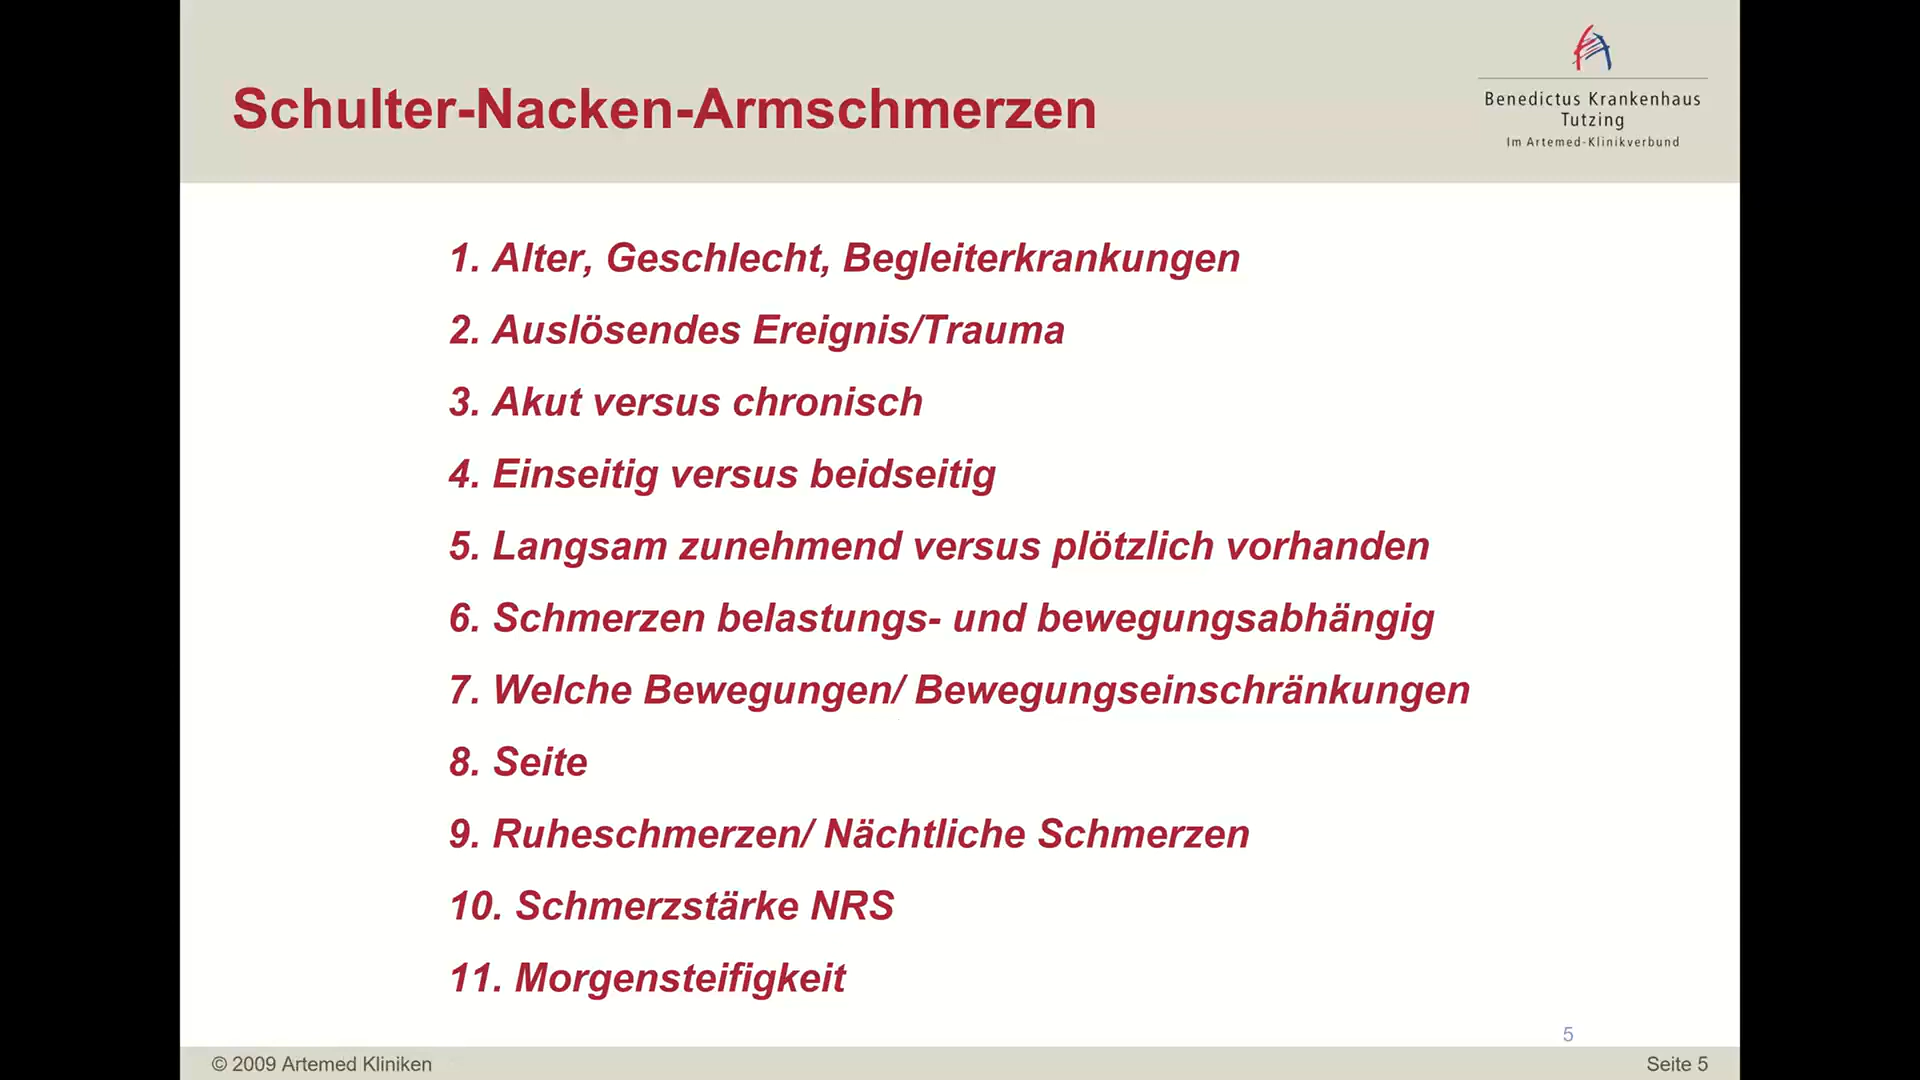 Schulter-Nacken-Armschmerzen
Benedictus Krankenhaus
Tutzing
Im Artemed-Klinikverbund
1. Alter, Geschlecht, Begleiterkrankungen
2. Auslösendes Ereignis/Trauma
3. Akut versus chronisch
4. Einseitig versus beidseitig
5. Langsam zunehmend versus plötzlich vorhanden
6. Schmerzen belastungs- und bewegungsabhängig
7. Welche Bewegungen/ Bewegungseinschränkungen
8. Seite
9. Ruheschmerzen/ Nächtliche Schmerzen
10. Schmerzstärke NRS
11. Morgensteifigkeit
5
© 2009 Artemed Kliniken
Seite 5